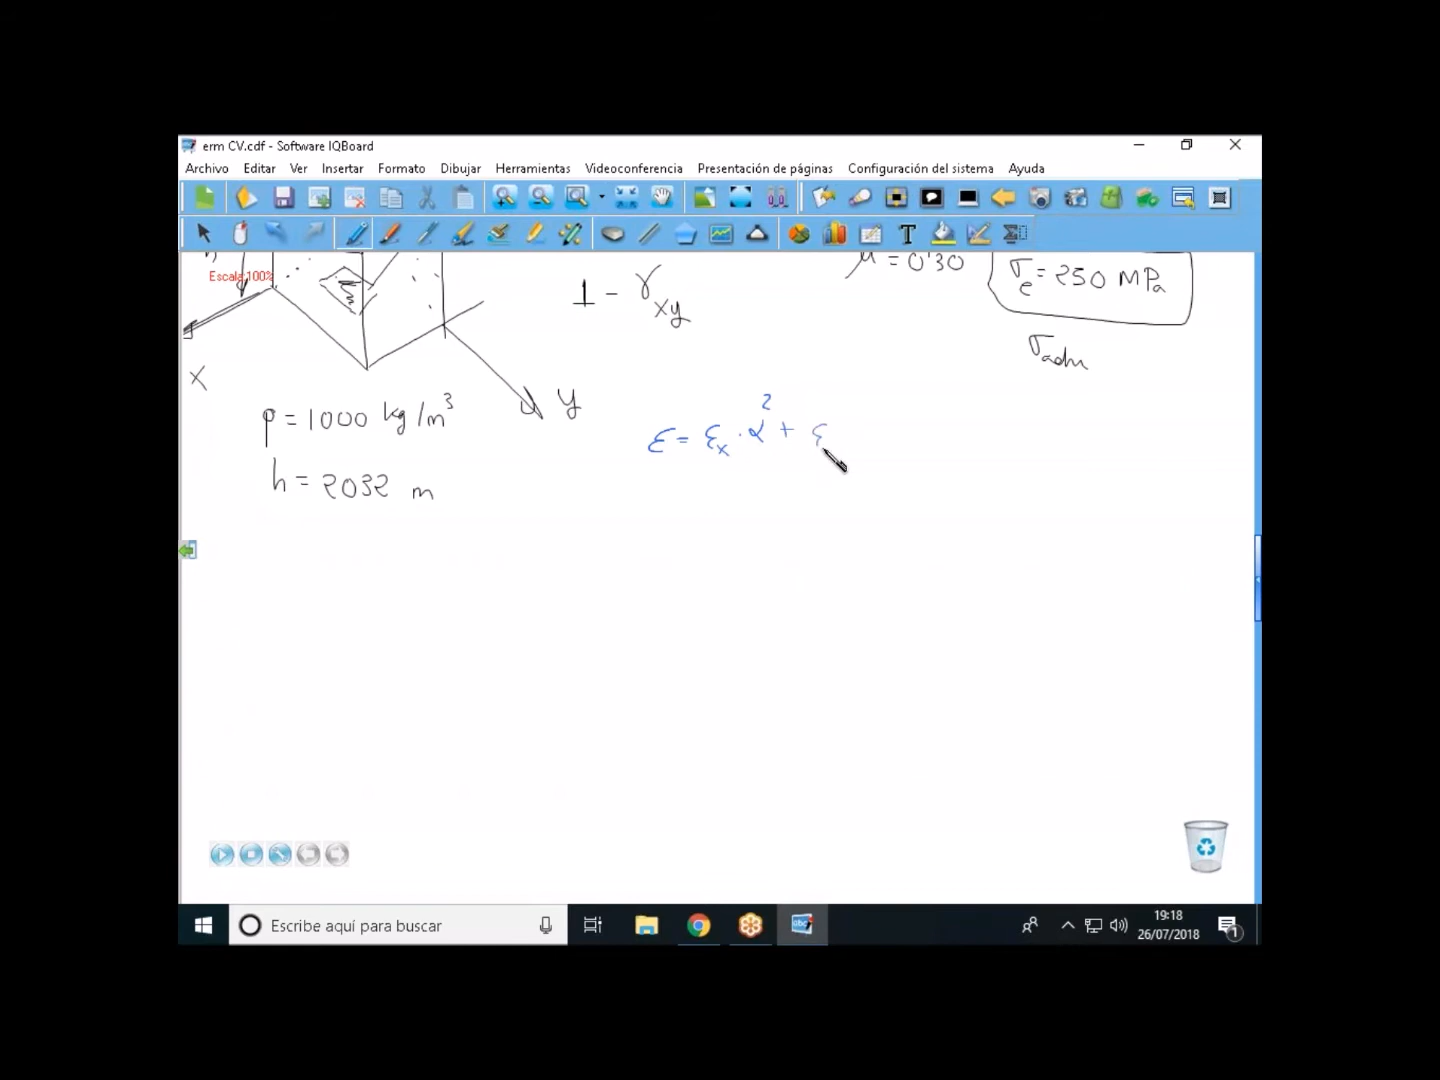 erm CV.cdf - Software IQBoard
Archivo Editar Ver Insertar Formato Dibujar Herramientas Videoconferencia Presentación de páginas Configuración del sistema Ayuda
Escala:100%
1 - γxy
μ = 0'30
σe = 250 MPa
σadm
x
y
ρ = 1000 kg/m³
ε = εx · α² + ε
h = 2032 m
Escribe aquí para buscar
19:18
26/07/2018
1